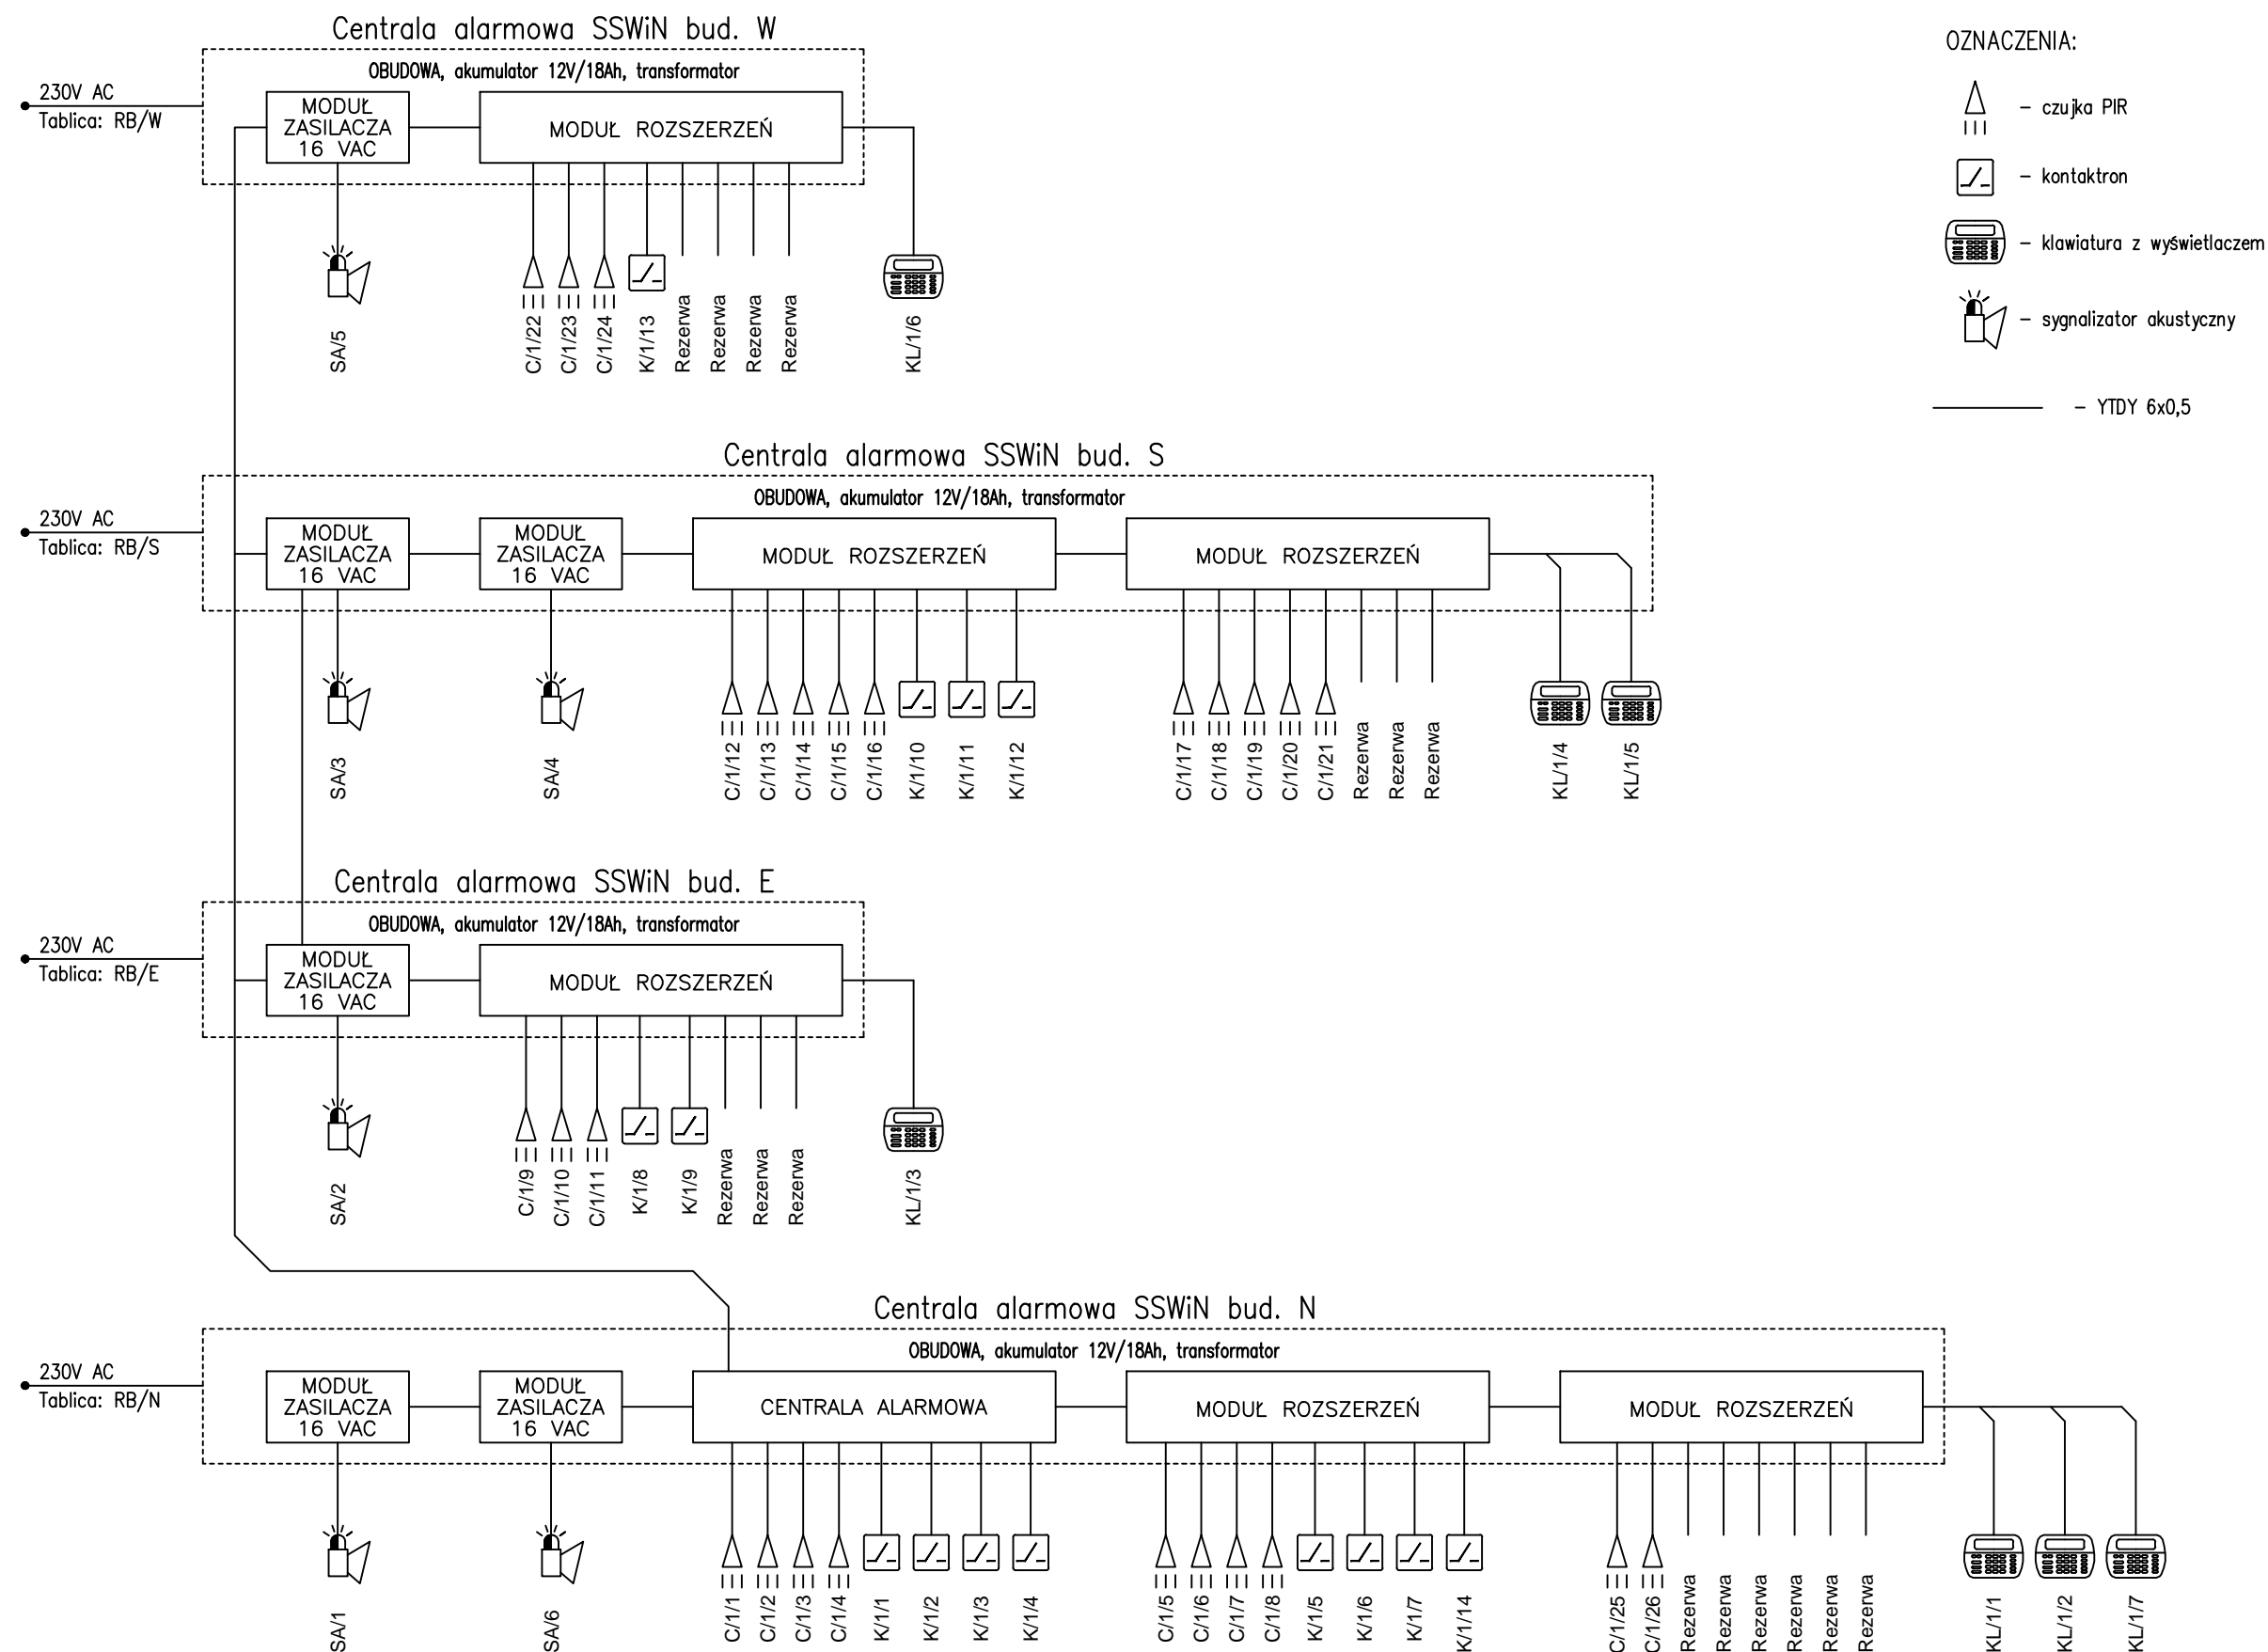 Centrala alarmowa SSWiN bud. W
OBUDOWA, akumulator 12V/18Ah, transformator
230V AC
Tablica: RB/W
MODUŁ
ZASILACZA
16 VAC
MODUŁ ROZSZERZEŃ
SA/5
C/1/22
C/1/23
C/1/24
K/1/13
Rezerwa
Rezerwa
Rezerwa
Rezerwa
KL/1/6
OZNACZENIA:
- czujka PIR
- kontaktron
- klawiatura z wyświetlaczem
- sygnalizator akustyczny
- YTDY 6x0,5
Centrala alarmowa SSWiN bud. S
OBUDOWA, akumulator 12V/18Ah, transformator
230V AC
Tablica: RB/S
MODUŁ
ZASILACZA
16 VAC
MODUŁ
ZASILACZA
16 VAC
MODUŁ ROZSZERZEŃ
MODUŁ ROZSZERZEŃ
SA/3
SA/4
C/1/12
C/1/13
C/1/14
C/1/15
C/1/16
K/1/10
K/1/11
K/1/12
C/1/17
C/1/18
C/1/19
C/1/20
C/1/21
Rezerwa
Rezerwa
Rezerwa
KL/1/4
KL/1/5
Centrala alarmowa SSWiN bud. E
OBUDOWA, akumulator 12V/18Ah, transformator
230V AC
Tablica: RB/E
MODUŁ
ZASILACZA
16 VAC
MODUŁ ROZSZERZEŃ
SA/2
C/1/9
C/1/10
C/1/11
K/1/8
K/1/9
Rezerwa
Rezerwa
Rezerwa
KL/1/3
Centrala alarmowa SSWiN bud. N
OBUDOWA, akumulator 12V/18Ah, transformator
230V AC
Tablica: RB/N
MODUŁ
ZASILACZA
16 VAC
MODUŁ
ZASILACZA
16 VAC
CENTRALA ALARMOWA
MODUŁ ROZSZERZEŃ
MODUŁ ROZSZERZEŃ
SA/1
SA/6
C/1/1
C/1/2
C/1/3
C/1/4
K/1/1
K/1/2
K/1/3
K/1/4
C/1/5
C/1/6
C/1/7
C/1/8
K/1/5
K/1/6
K/1/7
K/1/14
C/1/25
C/1/26
Rezerwa
Rezerwa
Rezerwa
Rezerwa
Rezerwa
Rezerwa
KL/1/1
KL/1/2
KL/1/7